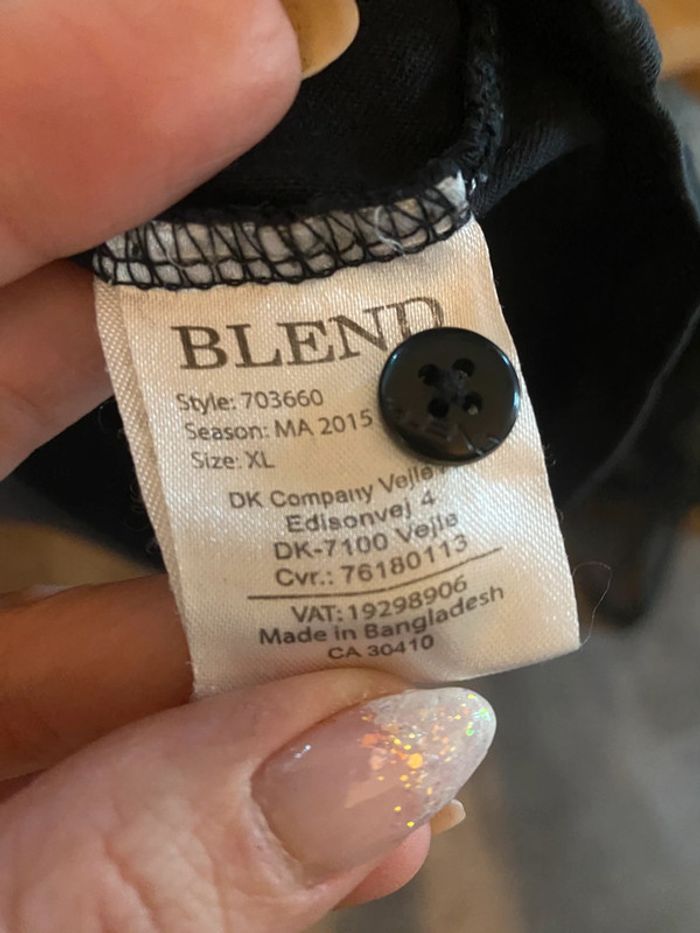 BLEND
Style: 703660
Season: MA 2015
Size: XL
DK Company Vejle
Edisonvej 4
DK-7100 Vejle
Cvr.: 76180113
VAT: 19298906
Made in Bangladesh
CA 30410